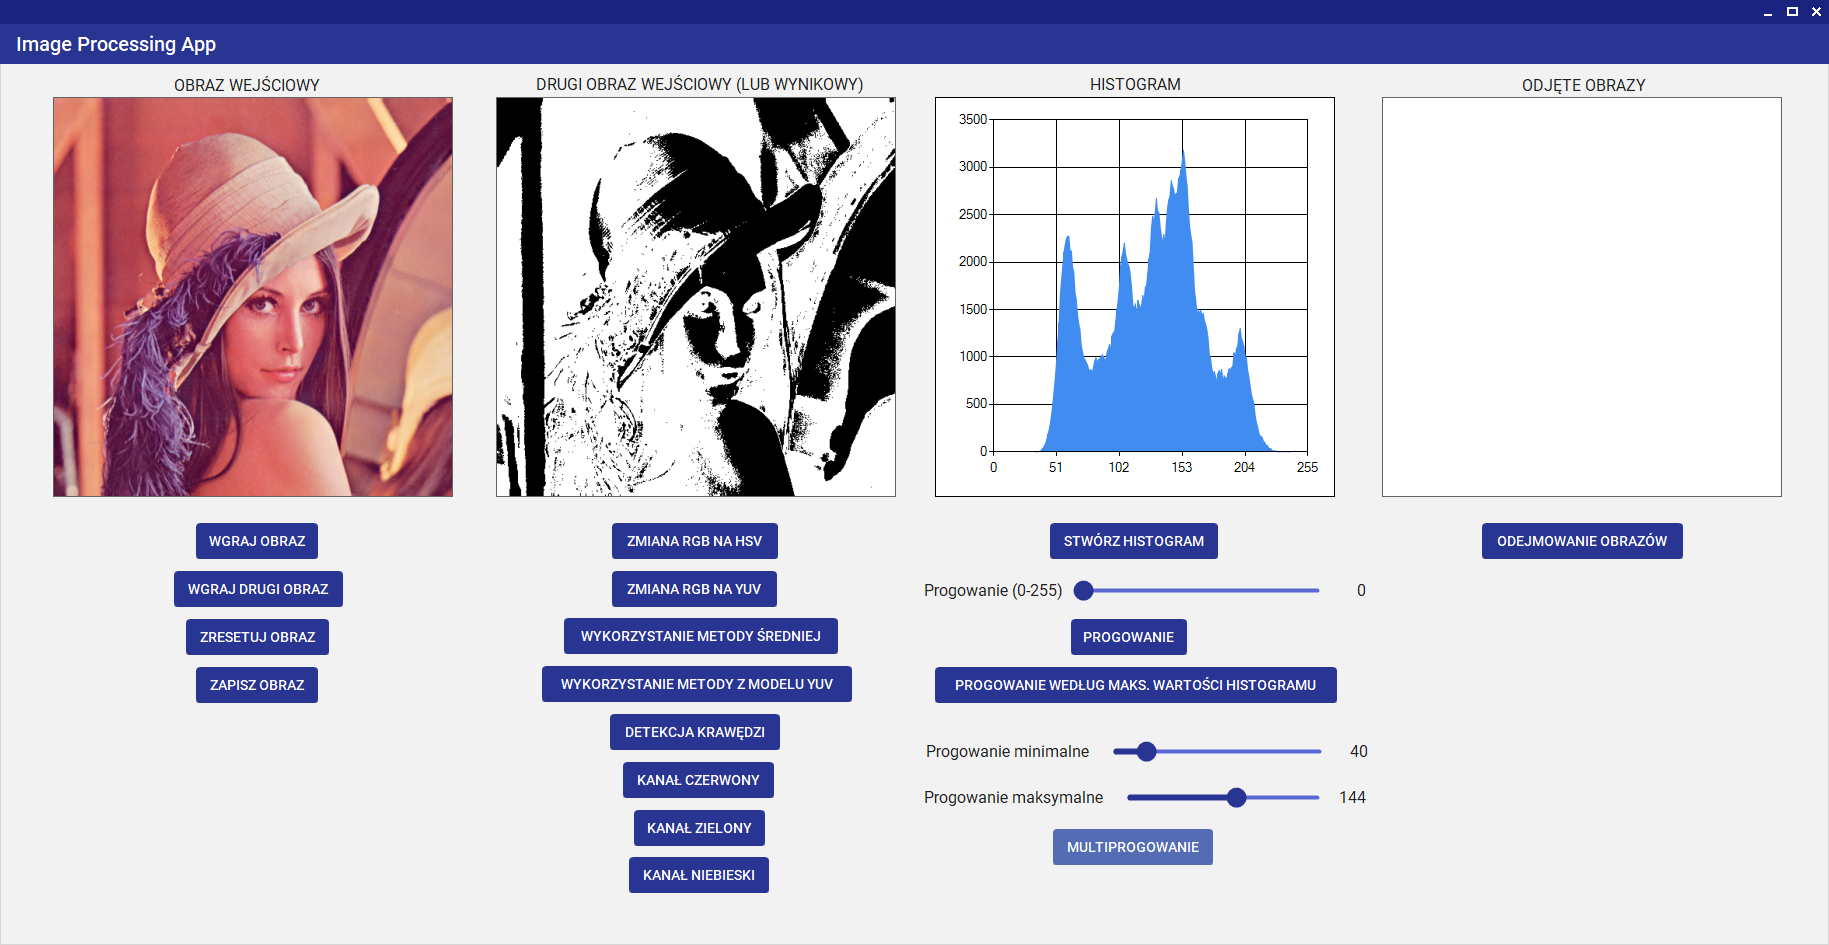 Image Processing App
OBRAZ WEJŚCIOWY
DRUGI OBRAZ WEJŚCIOWY (LUB WYNIKOWY)
HISTOGRAM
ODJĘTE OBRAZY
3500
3000
2500
2000
1500
1000
500
0
0 51 102 153 204 255
WGRAJ OBRAZ
WGRAJ DRUGI OBRAZ
ZRESETUJ OBRAZ
ZAPISZ OBRAZ
ZMIANA RGB NA HSV
ZMIANA RGB NA YUV
WYKORZYSTANIE METODY ŚREDNIEJ
WYKORZYSTANIE METODY Z MODELU YUV
DETEKCJA KRAWĘDZI
KANAŁ CZERWONY
KANAŁ ZIELONY
KANAŁ NIEBIESKI
STWÓRZ HISTOGRAM
Progowanie (0-255) 0
PROGOWANIE
PROGOWANIE WEDŁUG MAKS. WARTOŚCI HISTOGRAMU
Progowanie minimalne 40
Progowanie maksymalne 144
MULTIPROGOWANIE
ODEJMOWANIE OBRAZÓW